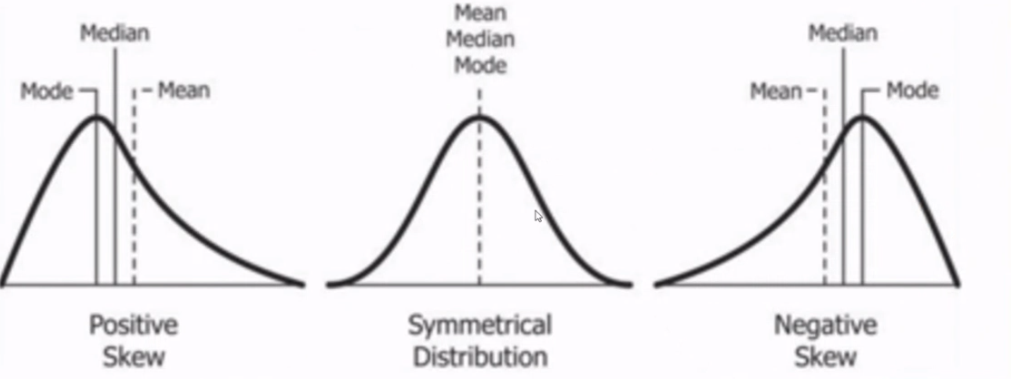 Median
Mode
Mean
Positive
Skew
Mean
Median
Mode
Symmetrical
Distribution
Median
Mean
Mode
Negative
Skew